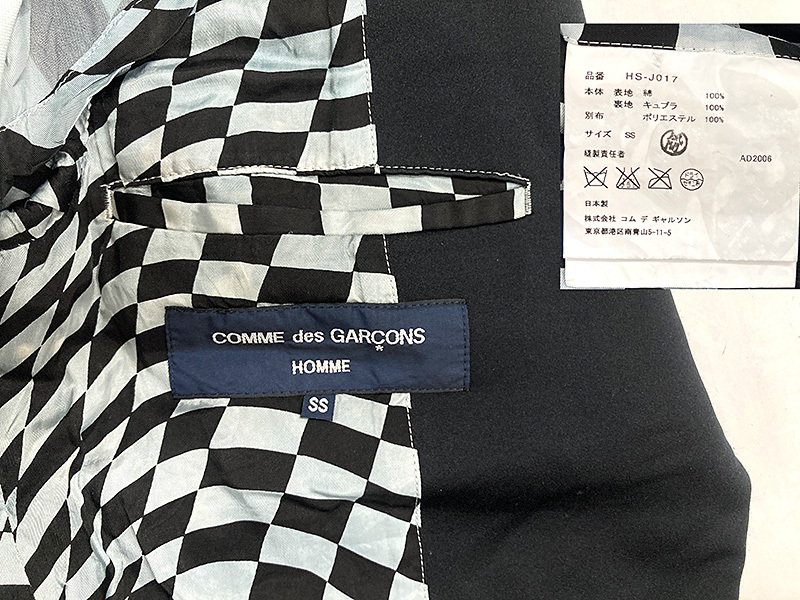 COMME des GARÇONS
HOMME
SS
品番 HS-J017
本体 表地 綿 100%
裏地 キュプラ 100%
別布 ポリエステル 100%
サイズ SS
縫製責任者
AD2006
日本製
株式会社 コム デ ギャルソン
東京都港区南青山5-11-5